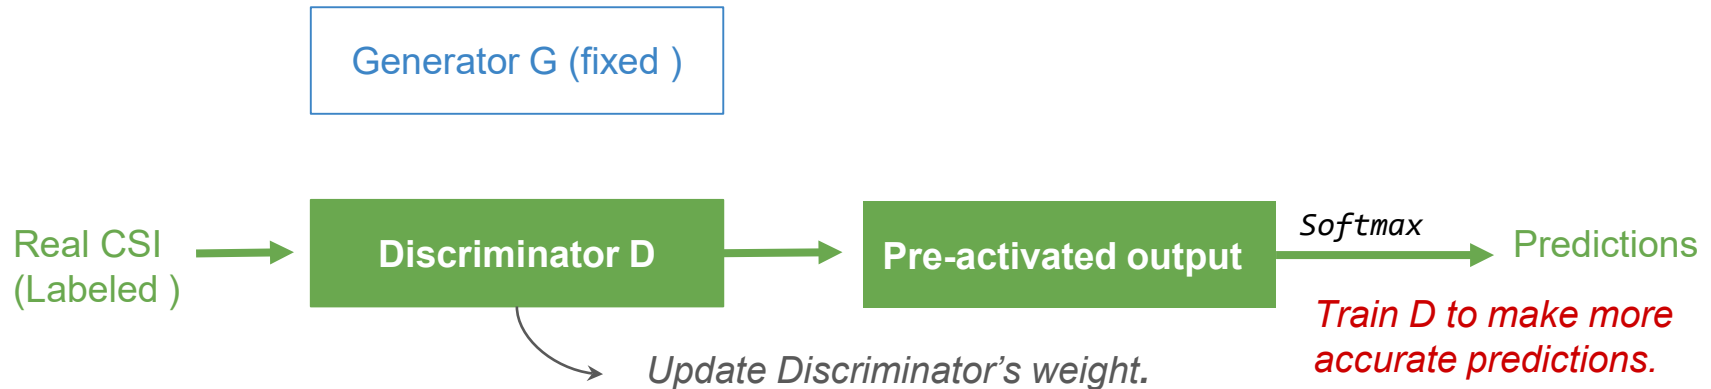 Generator G (fixed )
Real CSI
(Labeled )
Discriminator D
Pre-activated output
Softmax
Predictions
Train D to make more
accurate predictions.
Update Discriminator’s weight.